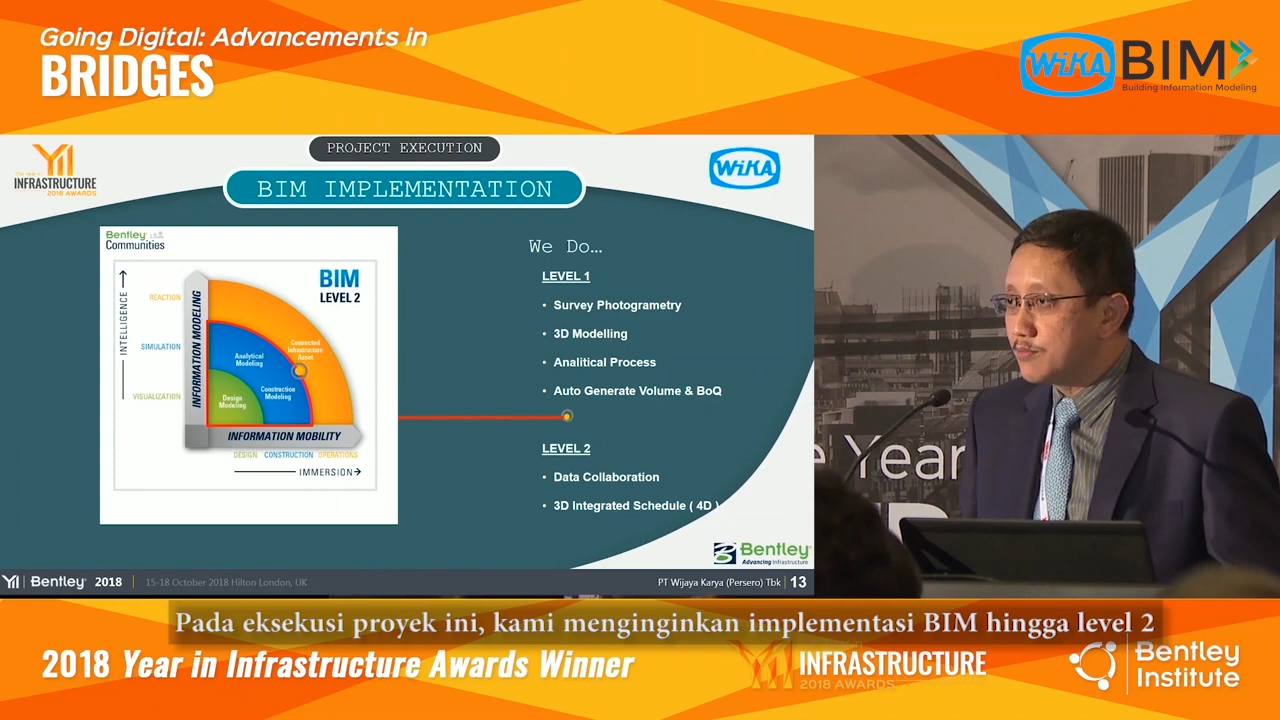 Going Digital: Advancements in
BRIDGES
WIKA BIM
Building Information Modeling
INFRASTRUCTURE
2018 AWARDS
PROJECT EXECUTION
BIM IMPLEMENTATION
WIKA
Bentley
Communities
BIM
LEVEL 2
INTELLIGENCE
REACTION
SIMULATION
VISUALIZATION
INFORMATION MODELING
Analytical
Modeling
Connected
Infrastructure
Asset
Design
Modeling
Construction
Modeling
INFORMATION MOBILITY
DESIGN CONSTRUCTION OPERATIONS
IMMERSION
We Do…
LEVEL 1
• Survey Photogrametry
• 3D Modelling
• Analitical Process
• Auto Generate Volume & BoQ
LEVEL 2
• Data Collaboration
• 3D Integrated Schedule ( 4D )
Bentley
Advancing Infrastructure
YII Bentley 2018 | 15-18 October 2018 Hilton London, UK
PT Wijaya Karya (Persero) Tbk | 13
e Year
Pada eksekusi proyek ini, kami menginginkan implementasi BIM hingga level 2
2018 Year in Infrastructure Awards Winner
INFRASTRUCTURE
2018 AWARDS
Bentley
Institute